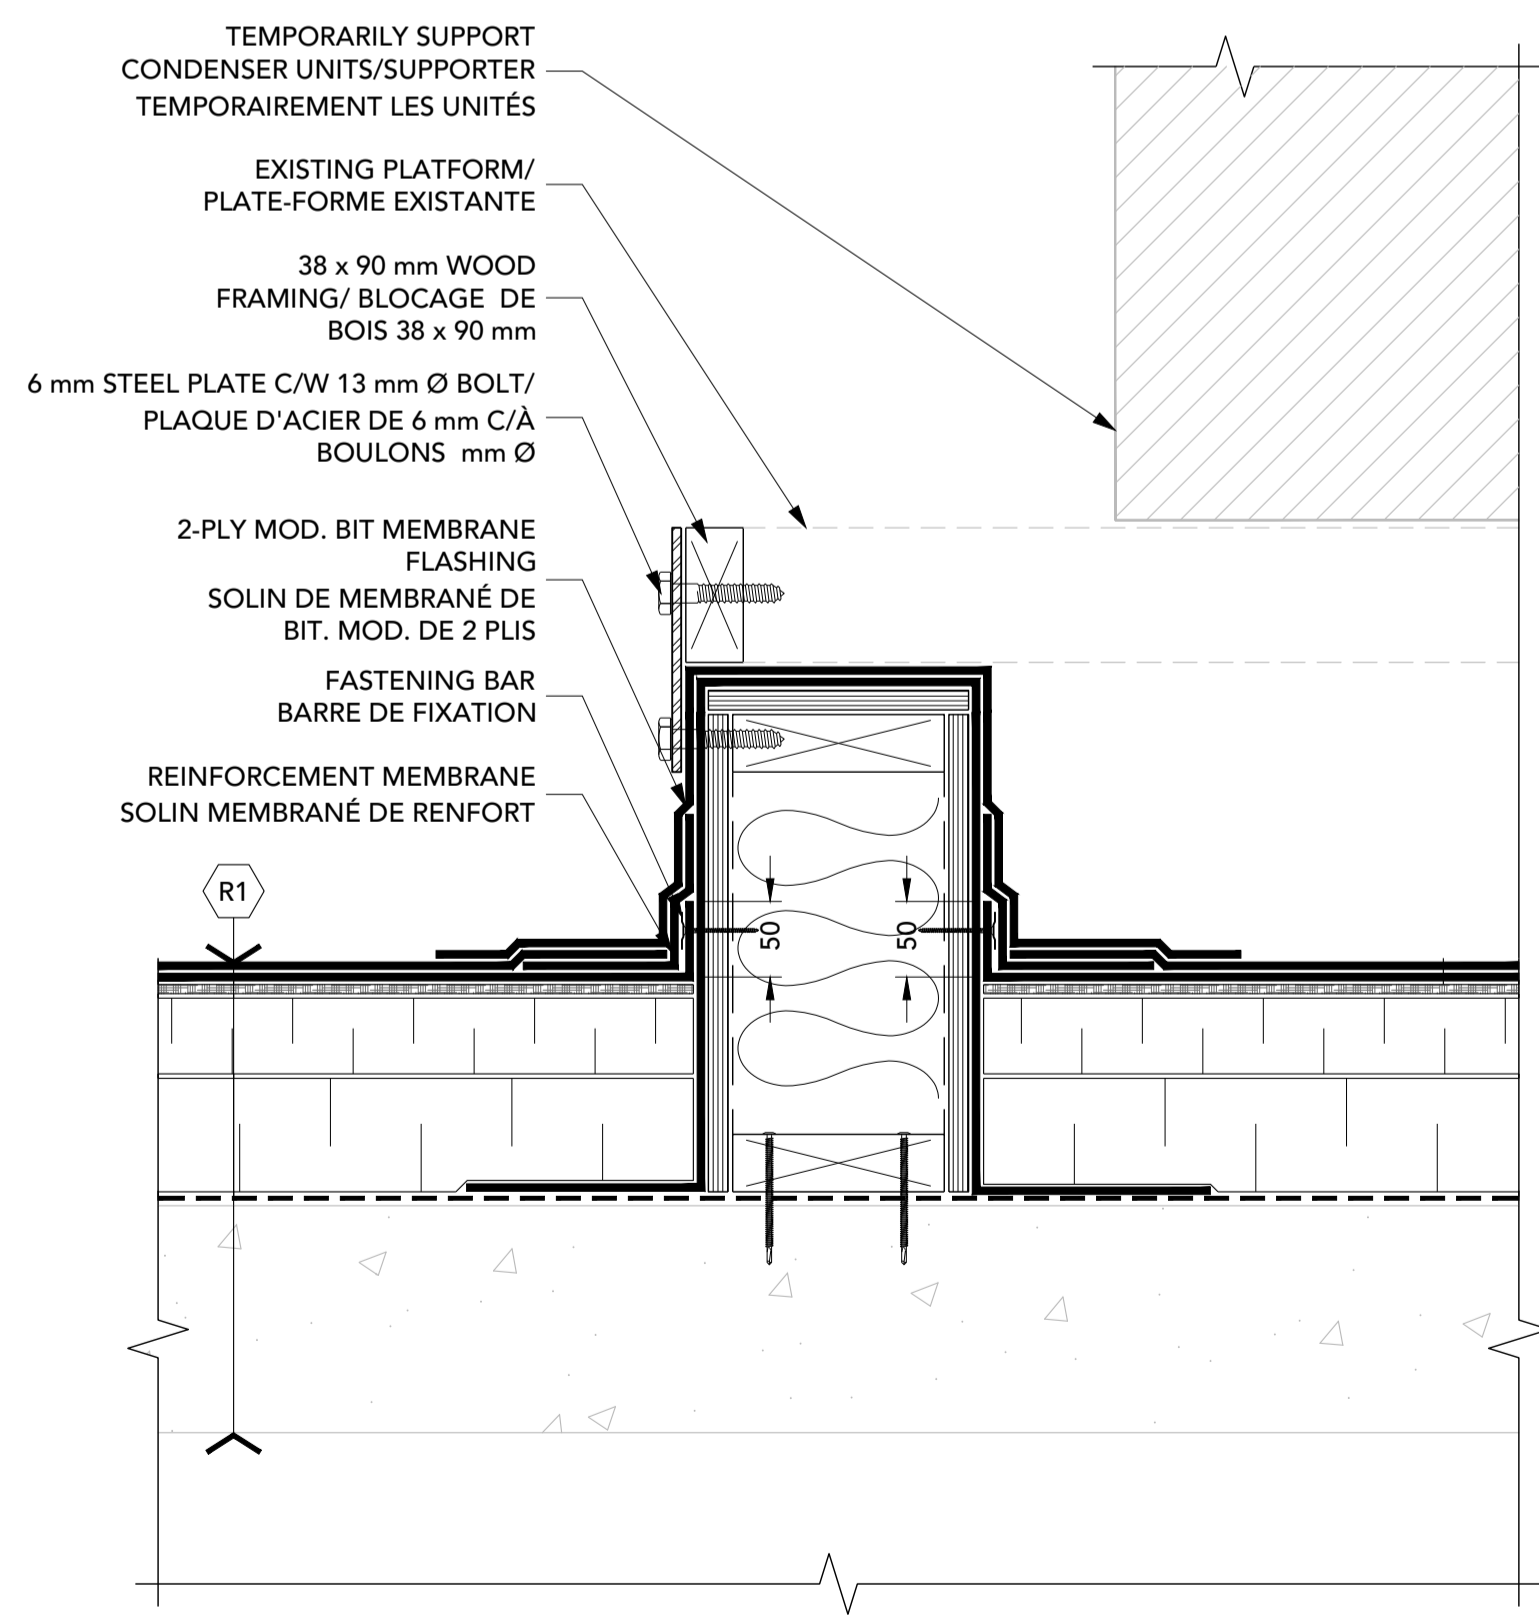 TEMPORARILY SUPPORT
CONDENSER UNITS/SUPPORTER
TEMPORAIREMENT LES UNITÉS
EXISTING PLATFORM/
PLATE-FORME EXISTANTE
38 x 90 mm WOOD
FRAMING/ BLOCAGE DE
BOIS 38 x 90 mm
6 mm STEEL PLATE C/W 13 mm Ø BOLT/
PLAQUE D'ACIER DE 6 mm C/À
BOULONS mm Ø
2-PLY MOD. BIT MEMBRANE
FLASHING
SOLIN DE MEMBRANÉ DE
BIT. MOD. DE 2 PLIS
FASTENING BAR
BARRE DE FIXATION
REINFORCEMENT MEMBRANE
SOLIN MEMBRANÉ DE RENFORT
R1
50
50